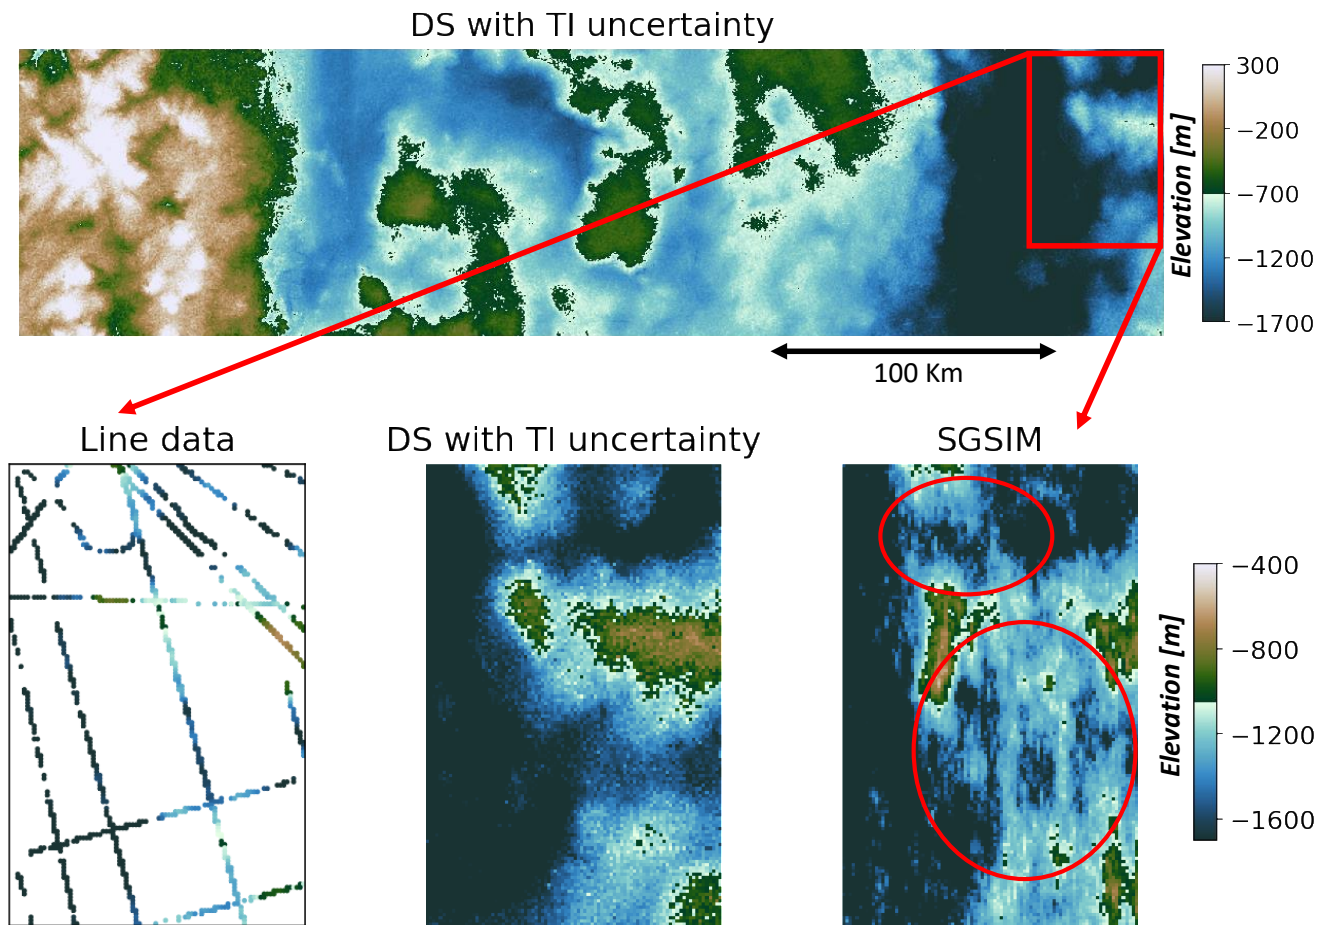 DS with TI uncertainty
300
−200
−700
−1200
−1700
Elevation [m]
100 Km
Line data
DS with TI uncertainty
SGSIM
−400
−800
−1200
−1600
Elevation [m]